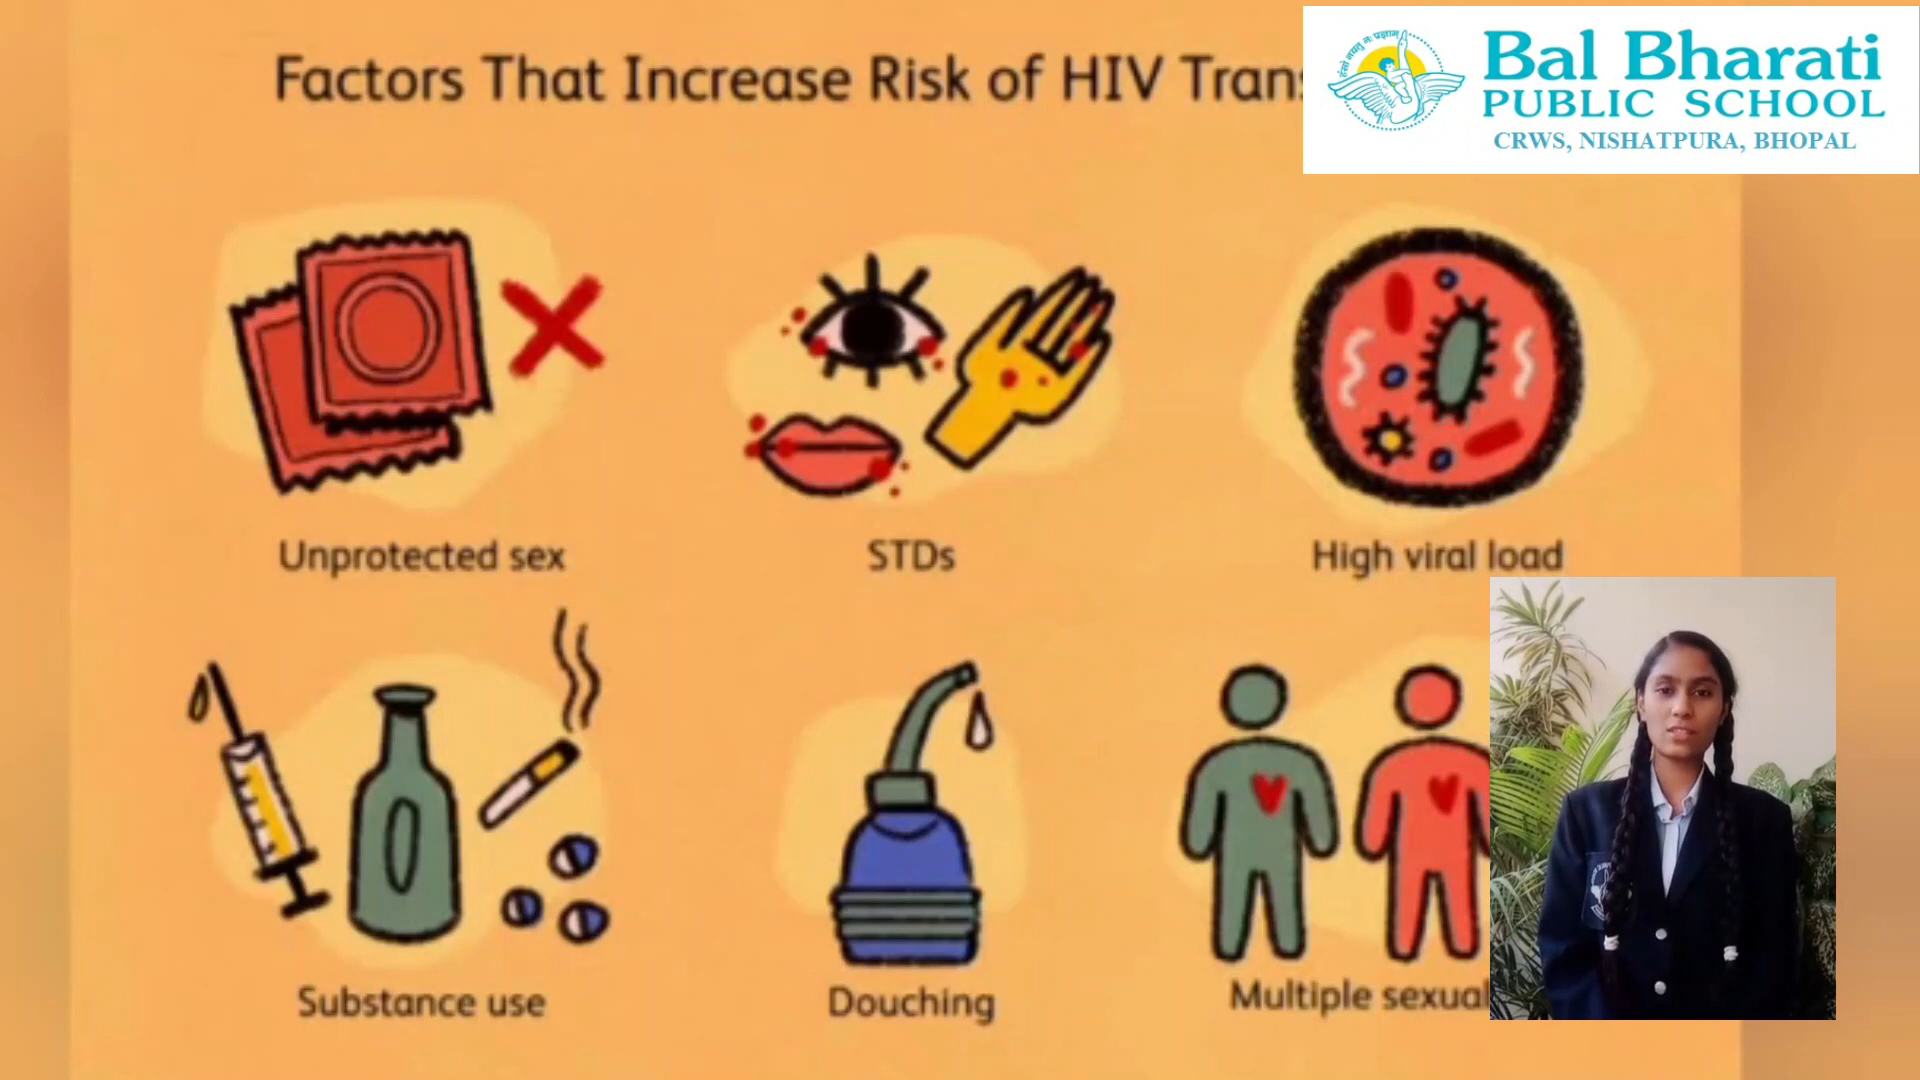 Factors That Increase Risk of HIV Trans
Bal Bharati
PUBLIC SCHOOL
CRWS, NISHATPURA, BHOPAL
Unprotected sex
STDs
High viral load
Substance use
Douching
Multiple sexual